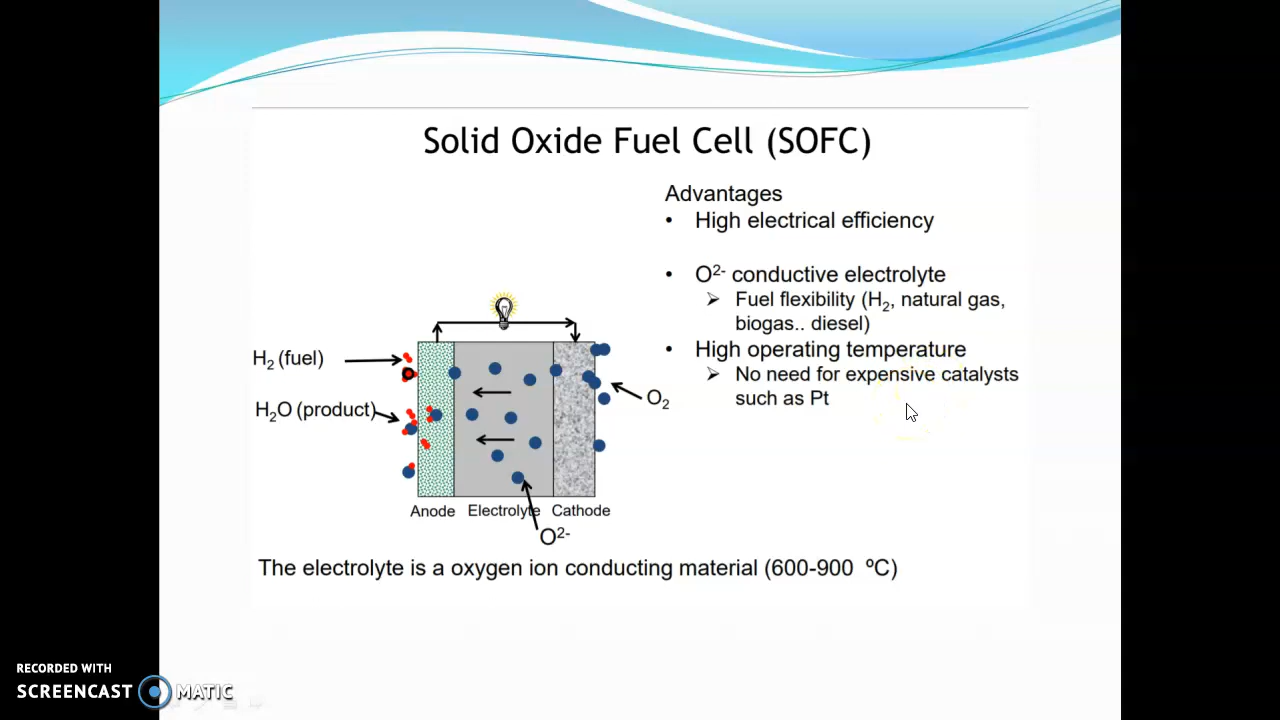 Solid Oxide Fuel Cell (SOFC)
Advantages
• High electrical efficiency
• O²⁻ conductive electrolyte
➢ Fuel flexibility (H₂, natural gas,
biogas.. diesel)
• High operating temperature
➢ No need for expensive catalysts
such as Pt
H₂ (fuel)
H₂O (product)
O₂
Anode
Electrolyte
Cathode
O²⁻
The electrolyte is a oxygen ion conducting material (600-900 ºC)
RECORDED WITH
SCREENCAST MATIC